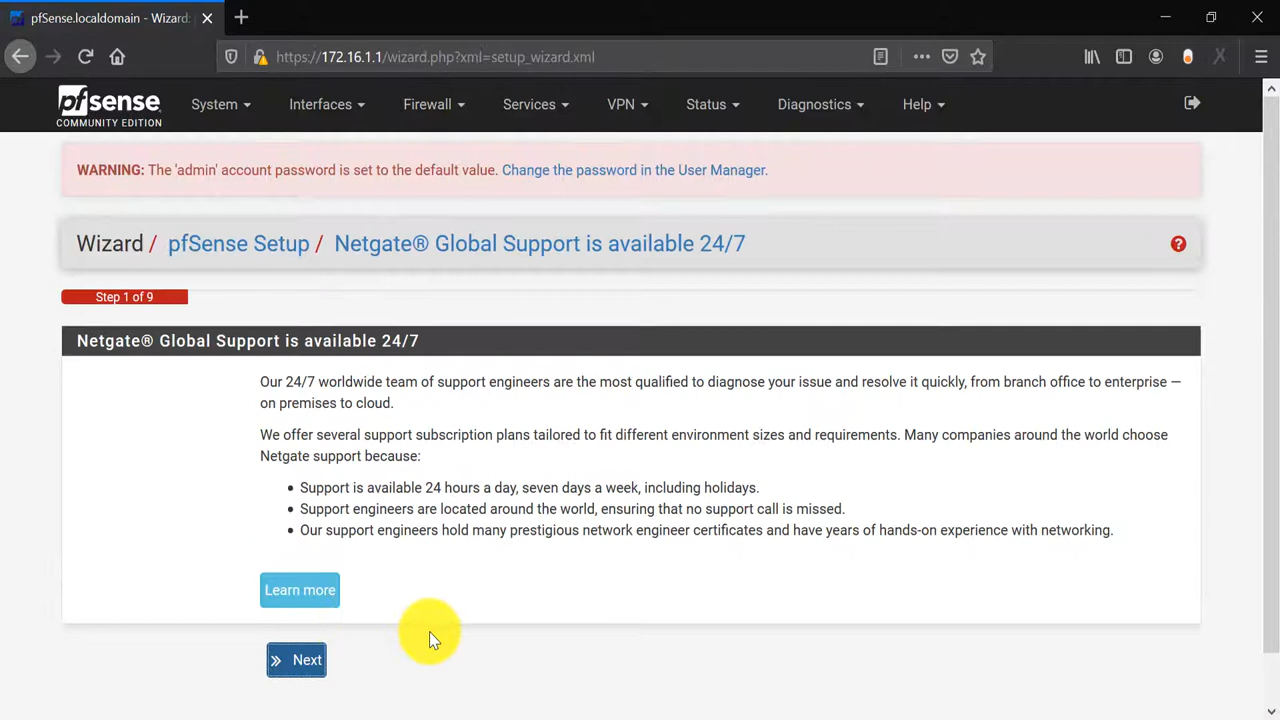 pfSense.localdomain - Wizard:
https://172.16.1.1/wizard.php?xml=setup_wizard.xml
pfsense
COMMUNITY EDITION
System Interfaces Firewall Services VPN Status Diagnostics Help
WARNING: The 'admin' account password is set to the default value. Change the password in the User Manager.
Wizard / pfSense Setup / Netgate® Global Support is available 24/7
Step 1 of 9
Netgate® Global Support is available 24/7
Our 24/7 worldwide team of support engineers are the most qualified to diagnose your issue and resolve it quickly, from branch office to enterprise —
on premises to cloud.
We offer several support subscription plans tailored to fit different environment sizes and requirements. Many companies around the world choose
Netgate support because:
• Support is available 24 hours a day, seven days a week, including holidays.
• Support engineers are located around the world, ensuring that no support call is missed.
• Our support engineers hold many prestigious network engineer certificates and have years of hands-on experience with networking.
Learn more
Next